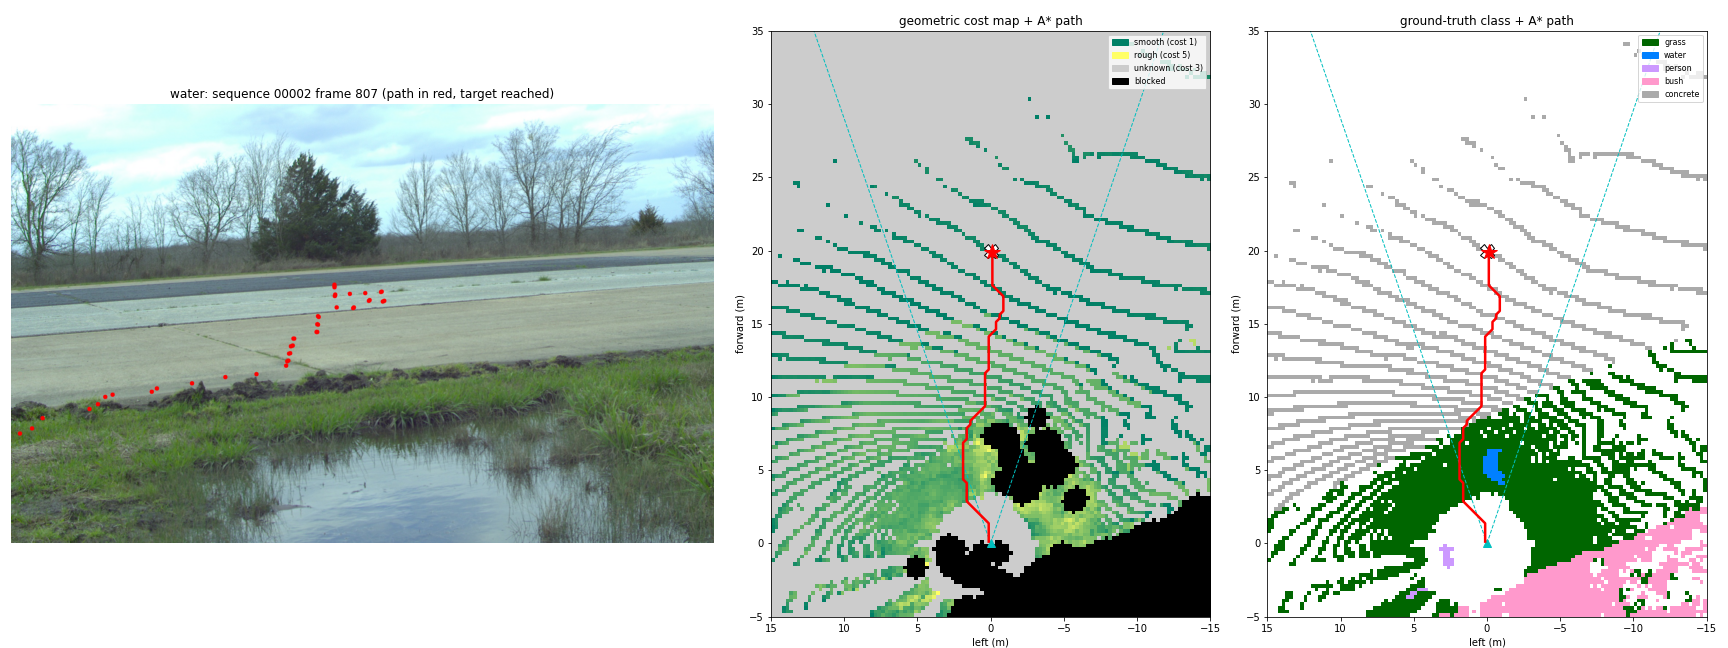 water: sequence 00002 frame 807 (path in red, target reached)
geometric cost map + A* path
smooth (cost 1)
rough (cost 5)
unknown (cost 3)
blocked
35
30
25
20
15
10
5
0
−5
forward (m)
15
10
5
0
−5
−10
−15
left (m)
ground-truth class + A* path
grass
water
person
bush
concrete
35
30
25
20
15
10
5
0
−5
forward (m)
15
10
5
0
−5
−10
−15
left (m)